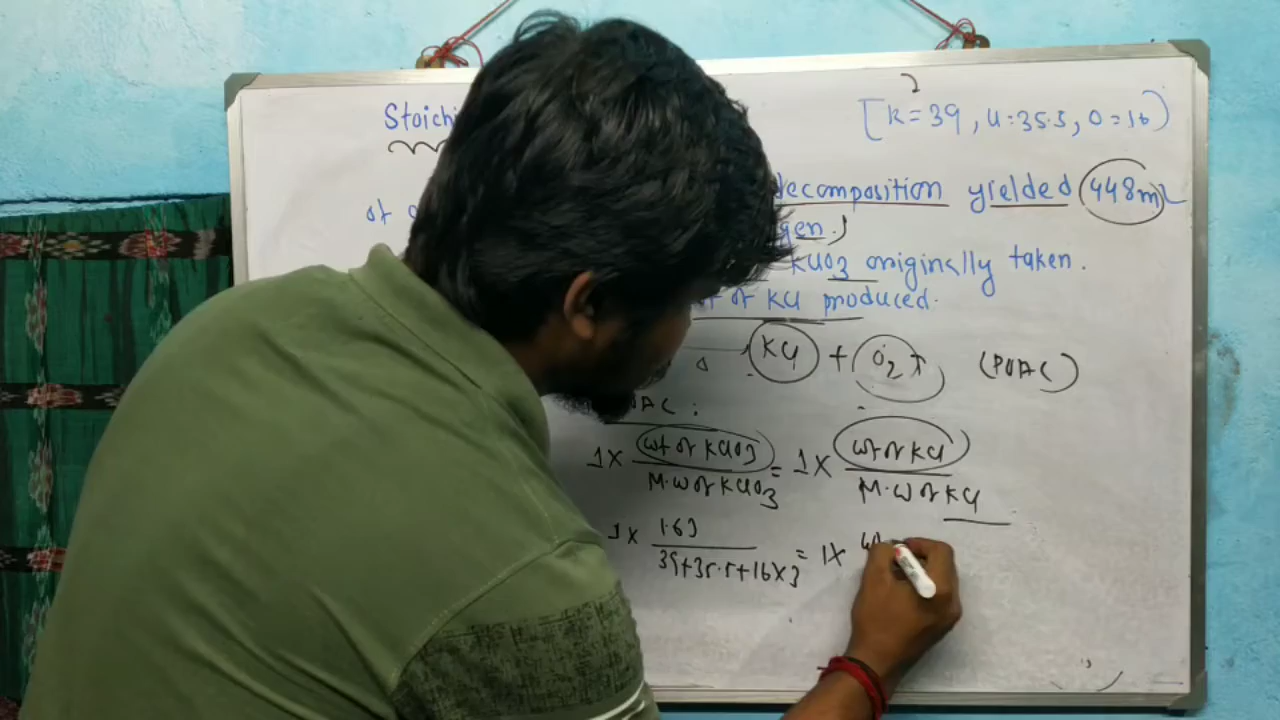 Stoichi [K = 39, Cl = 35.5, O = 16]
of decomposition yielded 448mL
gen.)
KClO3 originally taken.
wt of KCl produced.
Δ KCl + O2↑ (POAC)
POAC :
1 X wt of KClO3 / M.W of KClO3 = 1 X wt of KCl / M.W of KCl
1 x 1.63 / 39+35.5+16x3 = 1X wt